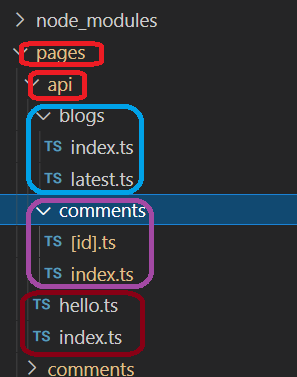 node_modules
pages
api
blogs
TS index.ts
TS latest.ts
comments
TS [id].ts
TS index.ts
TS hello.ts
TS index.ts
comments